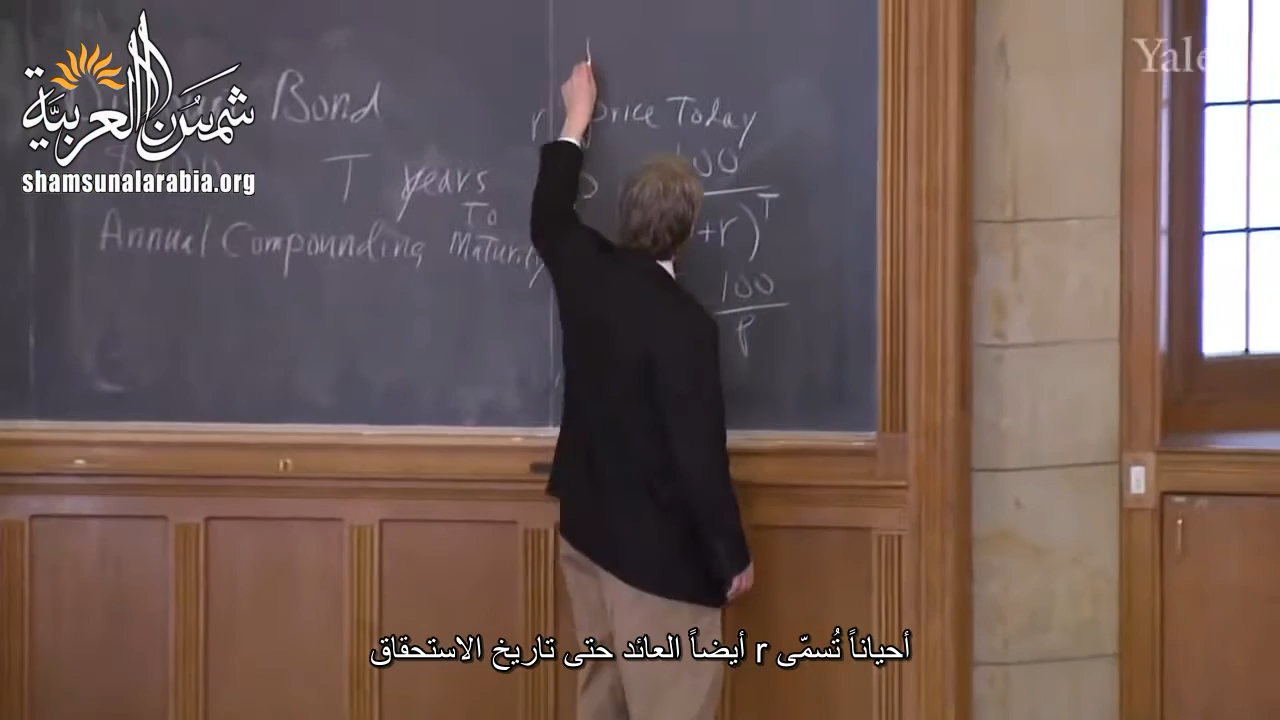 شمسُ العربيّة
shamsunalarabia.org
Yale
Bond
T years
To
Maturity
Annual Compounding
r
price Today
100
+r)ᵀ
100
P
أحياناً تُسمّى r أيضاً العائد حتى تاريخ الاستحقاق